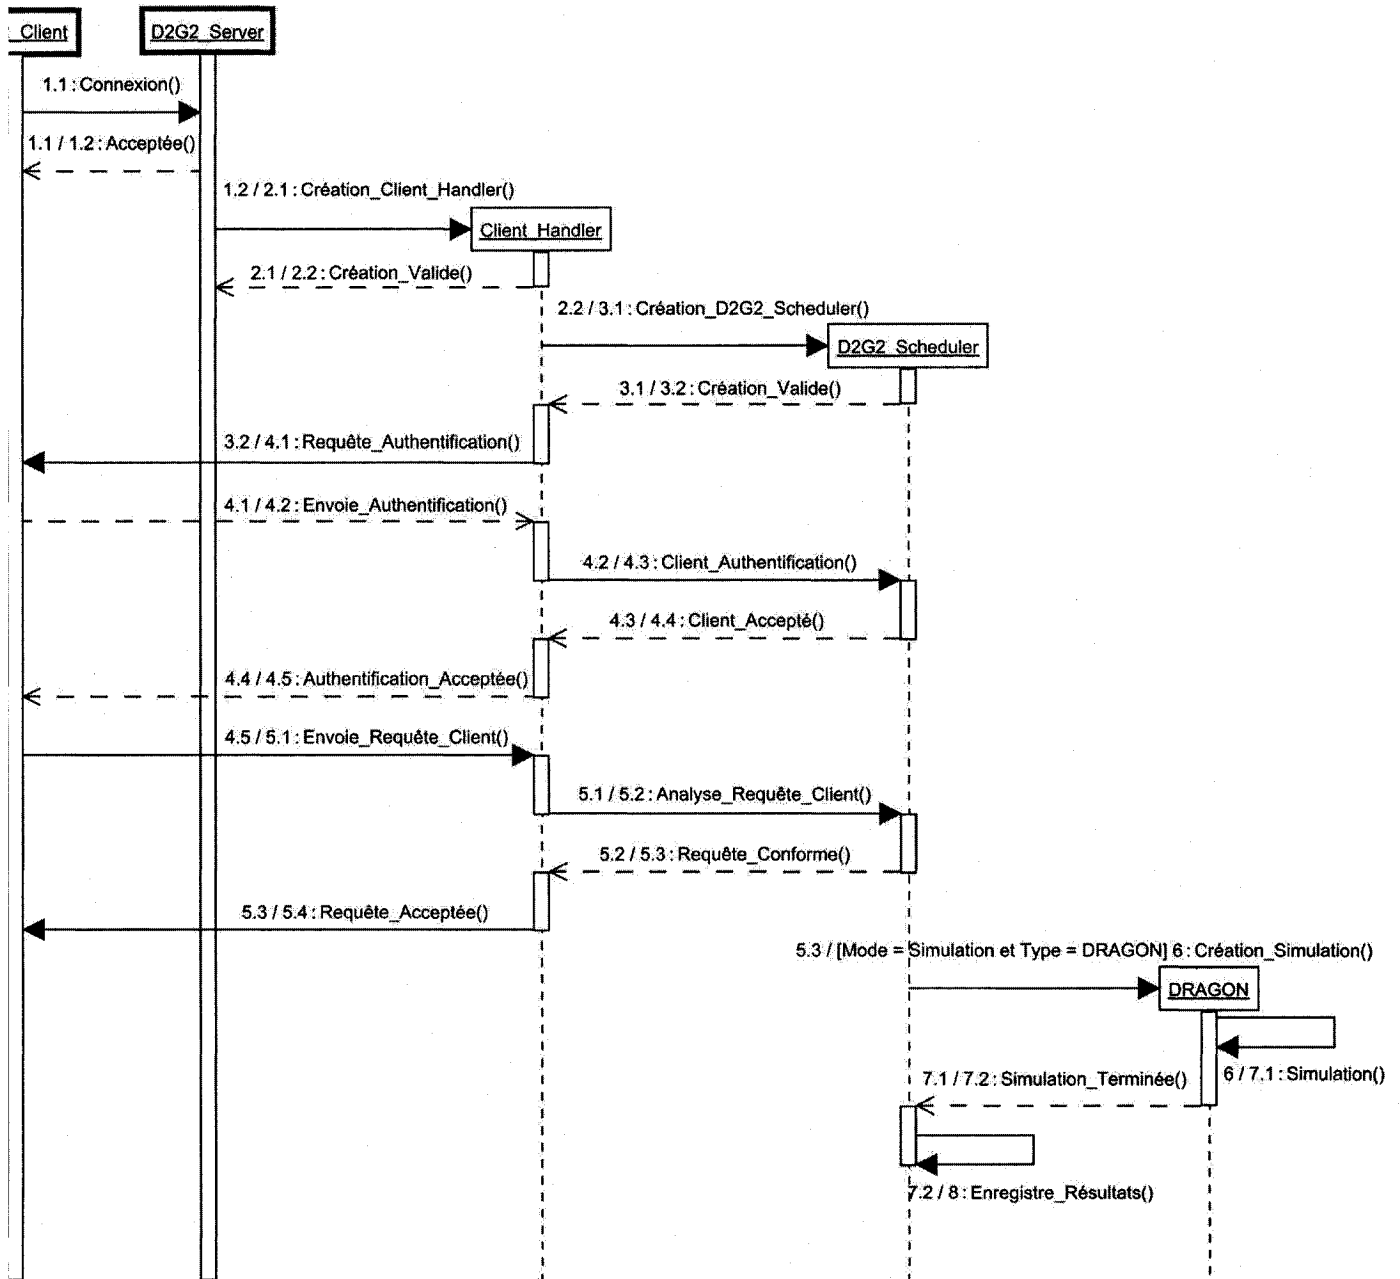 _Client
D2G2_Server
1.1 : Connexion()
1.1 / 1.2 : Acceptée()
1.2 / 2.1 : Création_Client_Handler()
Client_Handler
2.1 / 2.2 : Création_Valide()
2.2 / 3.1 : Création_D2G2_Scheduler()
D2G2_Scheduler
3.1 / 3.2 : Création_Valide()
3.2 / 4.1 : Requête_Authentification()
4.1 / 4.2 : Envoie_Authentification()
4.2 / 4.3 : Client_Authentification()
4.3 / 4.4 : Client_Accepté()
4.4 / 4.5 : Authentification_Acceptée()
4.5 / 5.1 : Envoie_Requête_Client()
5.1 / 5.2 : Analyse_Requête_Client()
5.2 / 5.3 : Requête_Conforme()
5.3 / 5.4 : Requête_Acceptée()
5.3 / [Mode = Simulation et Type = DRAGON] 6 : Création_Simulation()
DRAGON
6 / 7.1 : Simulation()
7.1 / 7.2 : Simulation_Terminée()
7.2 / 8 : Enregistre_Résultats()